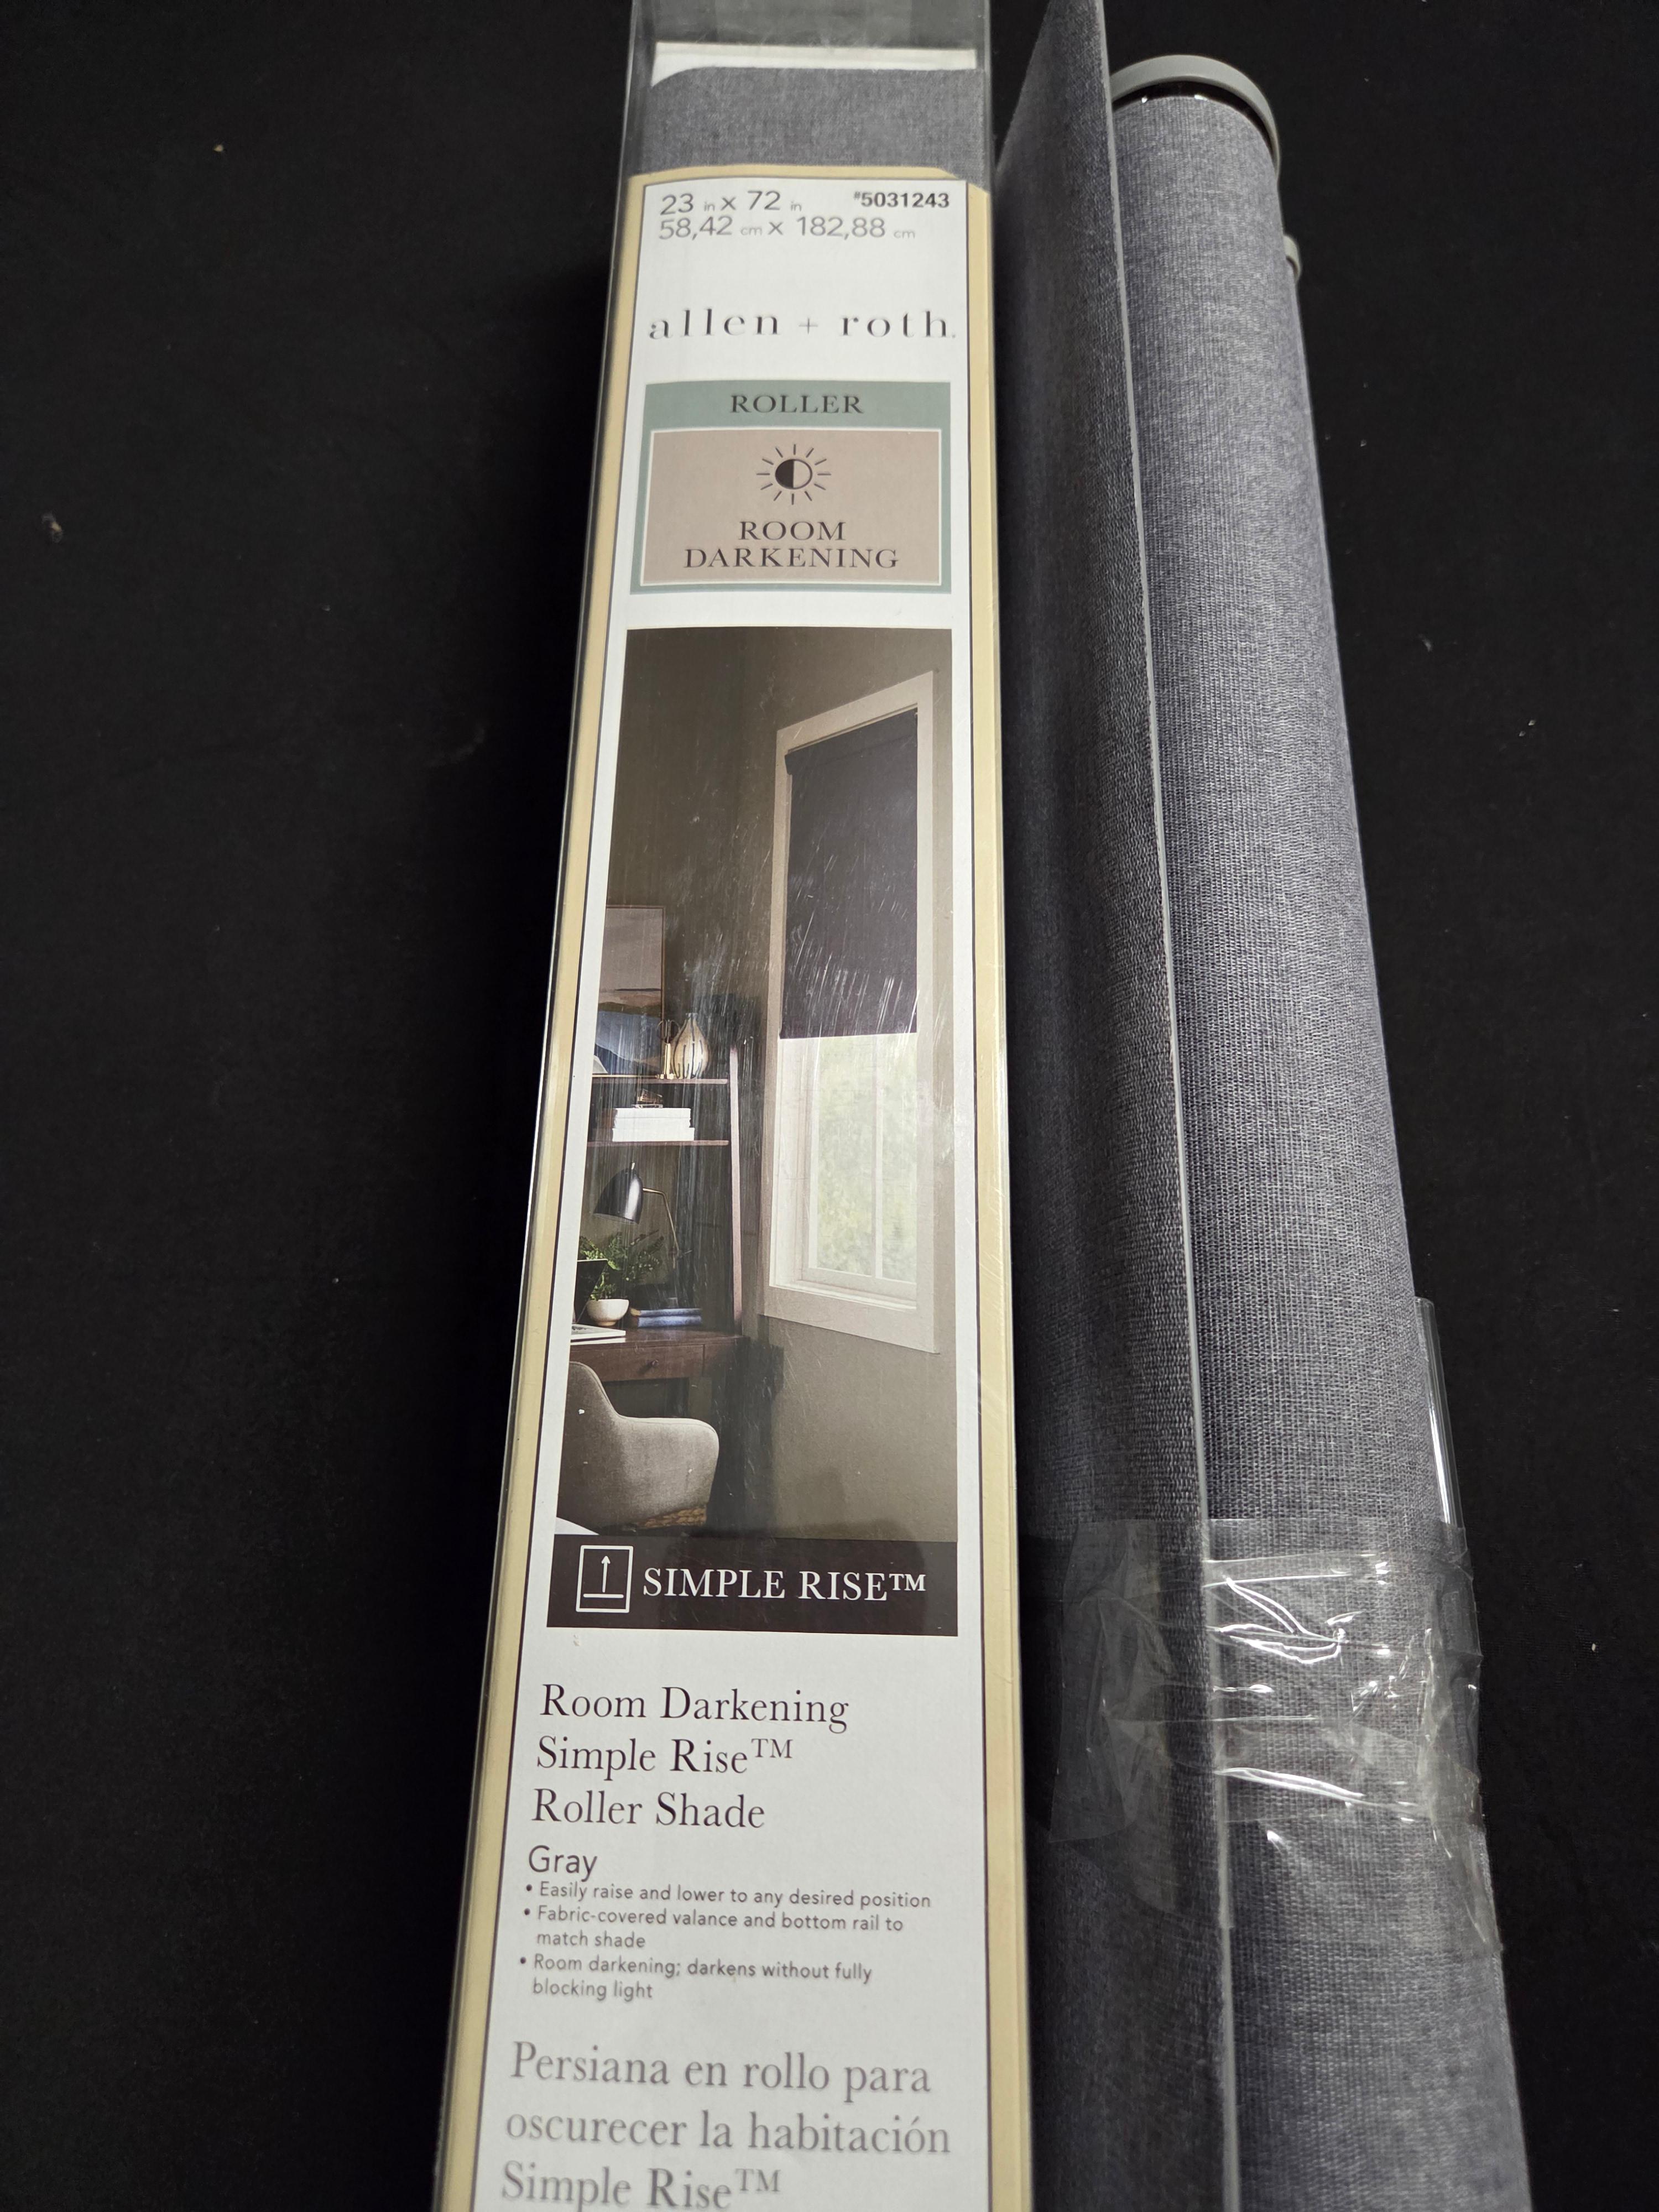 23 in x 72 in #5031243
58,42 cm x 182,88 cm
allen + roth.
ROLLER
ROOM
DARKENING
SIMPLE RISE™
Room Darkening
Simple Rise™
Roller Shade
Gray
• Easily raise and lower to any desired position
• Fabric-covered valance and bottom rail to
match shade
• Room darkening; darkens without fully
blocking light
Persiana en rollo para
oscurecer la habitación
Simple Rise™